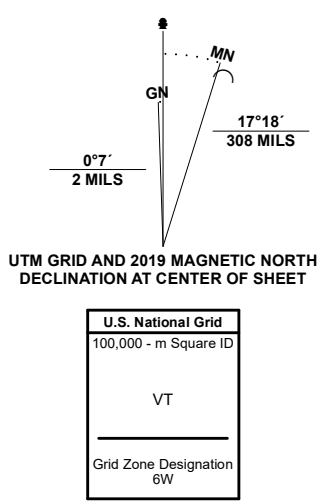 MN
GN
17°18´
308 MILS
0°7´
2 MILS
UTM GRID AND 2019 MAGNETIC NORTH
DECLINATION AT CENTER OF SHEET
U.S. National Grid
100,000 - m Square ID
VT
Grid Zone Designation
6W